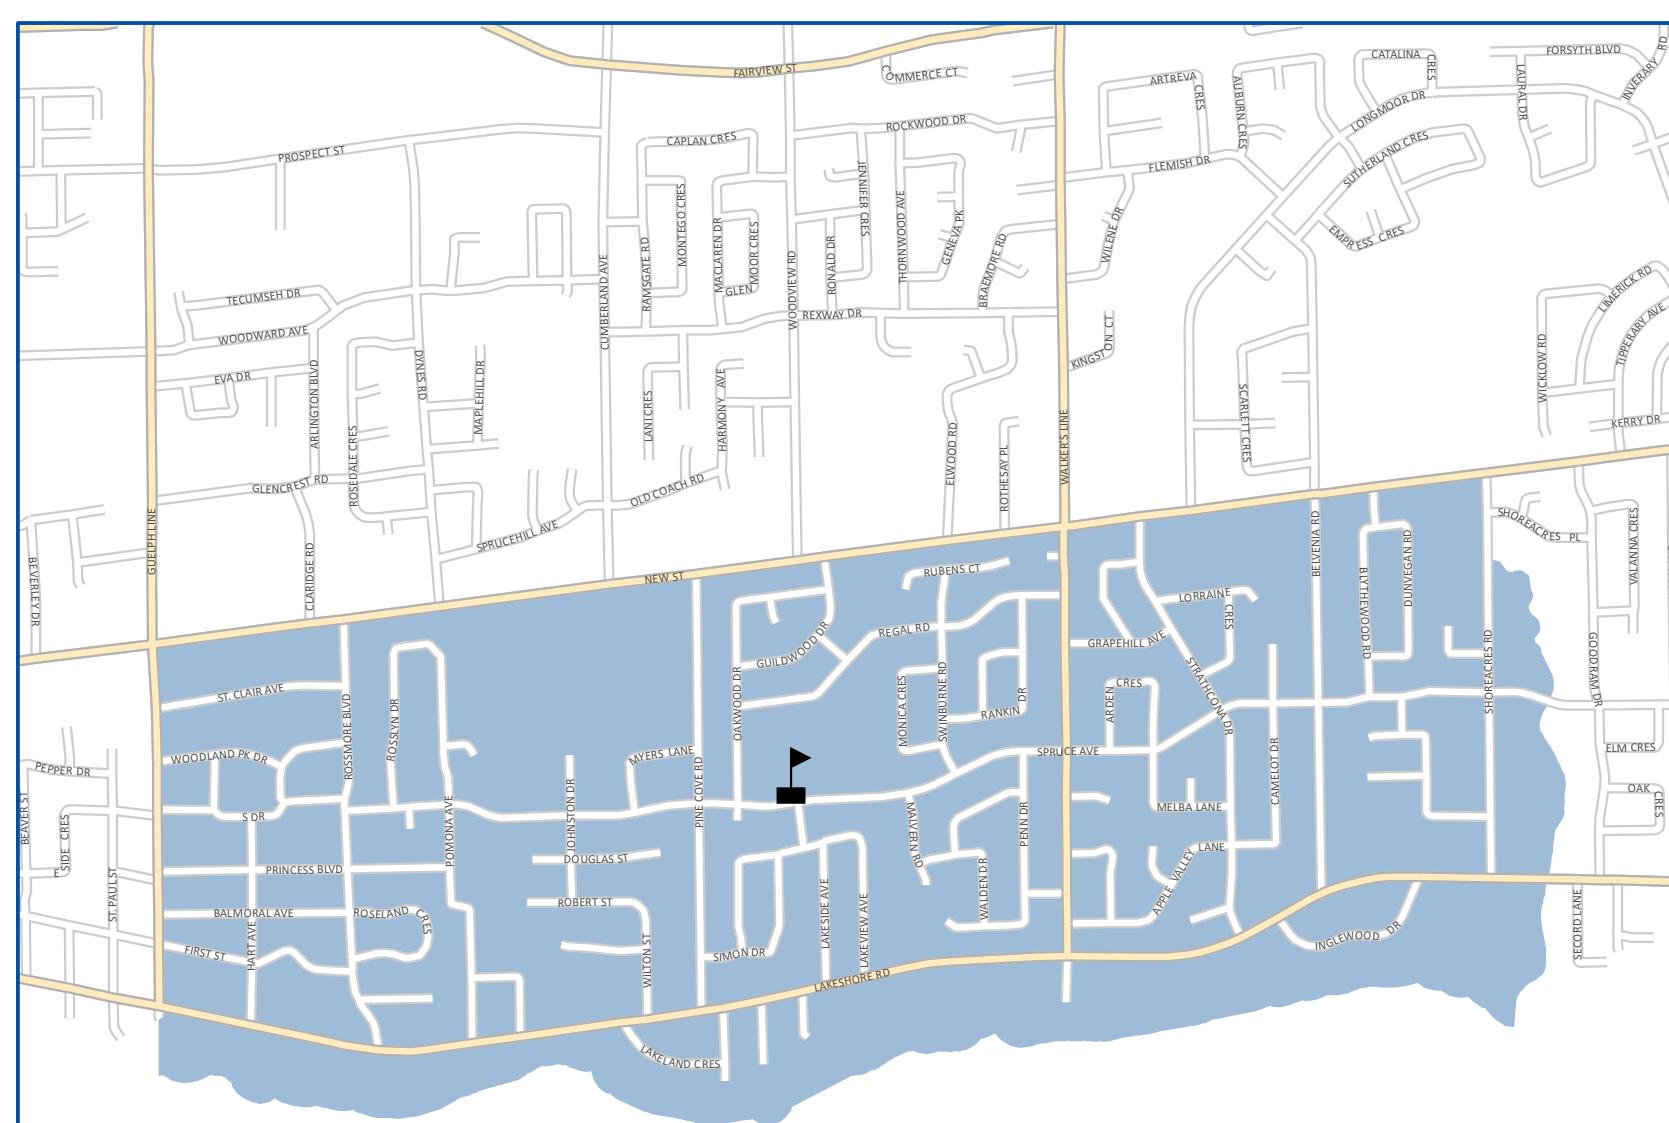 FAIRVIEW ST
COMMERCE CT
CATALINA
CRES
FORSYTH BLVD
INVERARY RD
ARTREVA
CRES
AUBURN CRES
LAURAL DR
LONGMOOR DR
ROCKWOOD DR
CAPLAN CRES
PROSPECT ST
FLEMISH DR
SUTHERLAND CRES
EMPRESS CRES
JENNIFER CRES
THORNWOOD AVE
GENEVA PK
MONTEGO CRES
MACLAREN DR
MOOR CRES
GLEN
RAMSGATE RD
CUMBERLAND AVE
WOODVIEW RD
RONALD DR
BRAEMORE RD
WILENE DR
LIMERICK RD
TIPPERARY AVE
TECUMSEH DR
WOODWARD AVE
REXWAY DR
KINGSTON CT
WICKLOW RD
EVA DR
ARLINGTON BLVD
DYNES RD
MAPLEHILL DR
LANI CRES
HARMONY AVE
SCARLETT CRES
KERRY DR
ROSEDALE CRES
GLENCREST RD
OLD COACH RD
ELWOOD RD
ROTHESAY PL
WALKER'S LINE
GUELPH LINE
SPRUCEHILL AVE
CLARIDGE RD
BEVERLEY DR
NEW ST
SHOREACRES PL
VALANNA CRES
BELVENIA RD
BLYTHEWOOD RD
DUNVEGAN RD
RUBENS CT
LORRAINE
CRES
GUILDWOOD DR
REGAL RD
GRAPEHILL AVE
STRATHCONA DR
SHOREACRES RD
GOODRAM DR
ST. CLAIR AVE
ROSSMORE BLVD
ROSSLYN DR
OAKWOOD DR
MONICA CRES
SWINBURNE RD
RANKIN
DR
ARDEN
CRES
WOODLAND PK DR
MYERS LANE
PINE COVE RD
SPRUCE AVE
CAMELOT DR
ELM CRES
OAK
CRES
PEPPER DR
BEAVER ST
SIDE CRES
E
ST. PAUL ST
S DR
POMONA AVE
JOHNSTON DR
MALVERN RD
PENN DR
MELBA LANE
DOUGLAS ST
PRINCESS BLVD
WALDEN DR
APPLE VALLEY
LANE
BALMORAL AVE
ROSELAND CRES
ROBERT ST
LAKESIDE AVE
LAKEVIEW AVE
HART AVE
FIRST ST
WILTON ST
SIMON DR
INGLEWOOD DR
SECORD LANE
LAKESHORE RD
LAKELAND CRES